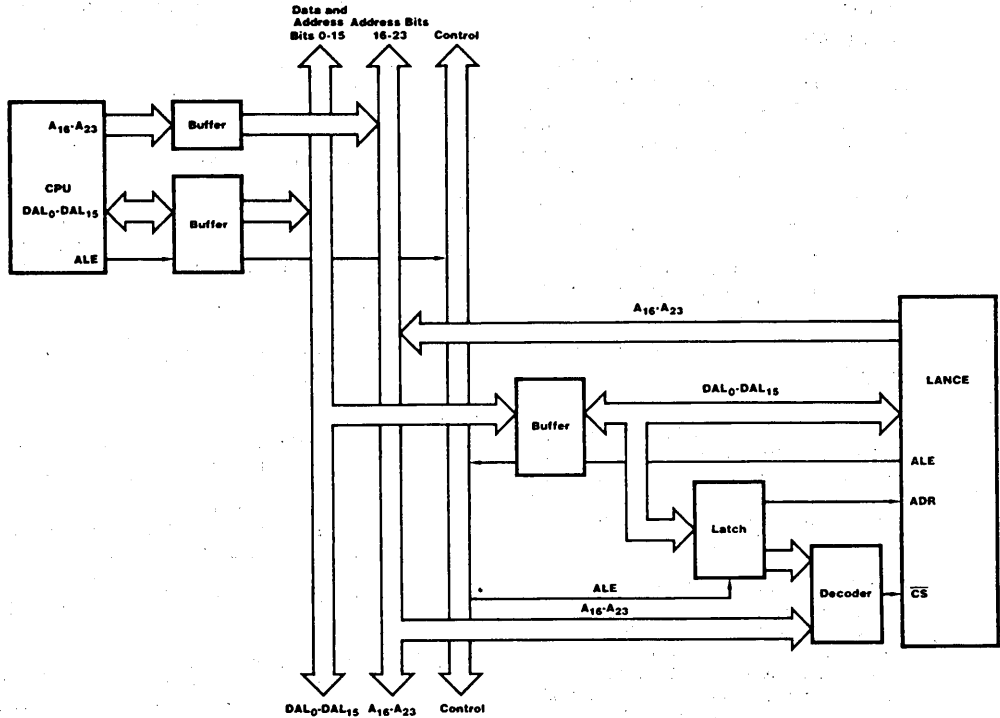 Data and
Address
Bits 0-15
Address Bits
16-23
Control
A16-A23
Buffer
CPU
DAL0-DAL15
Buffer
ALE
A16-A23
LANCE
DAL0-DAL15
Buffer
ALE
ADR
Latch
ALE
Decoder
CS
A16-A23
DAL0-DAL15
A16-A23
Control